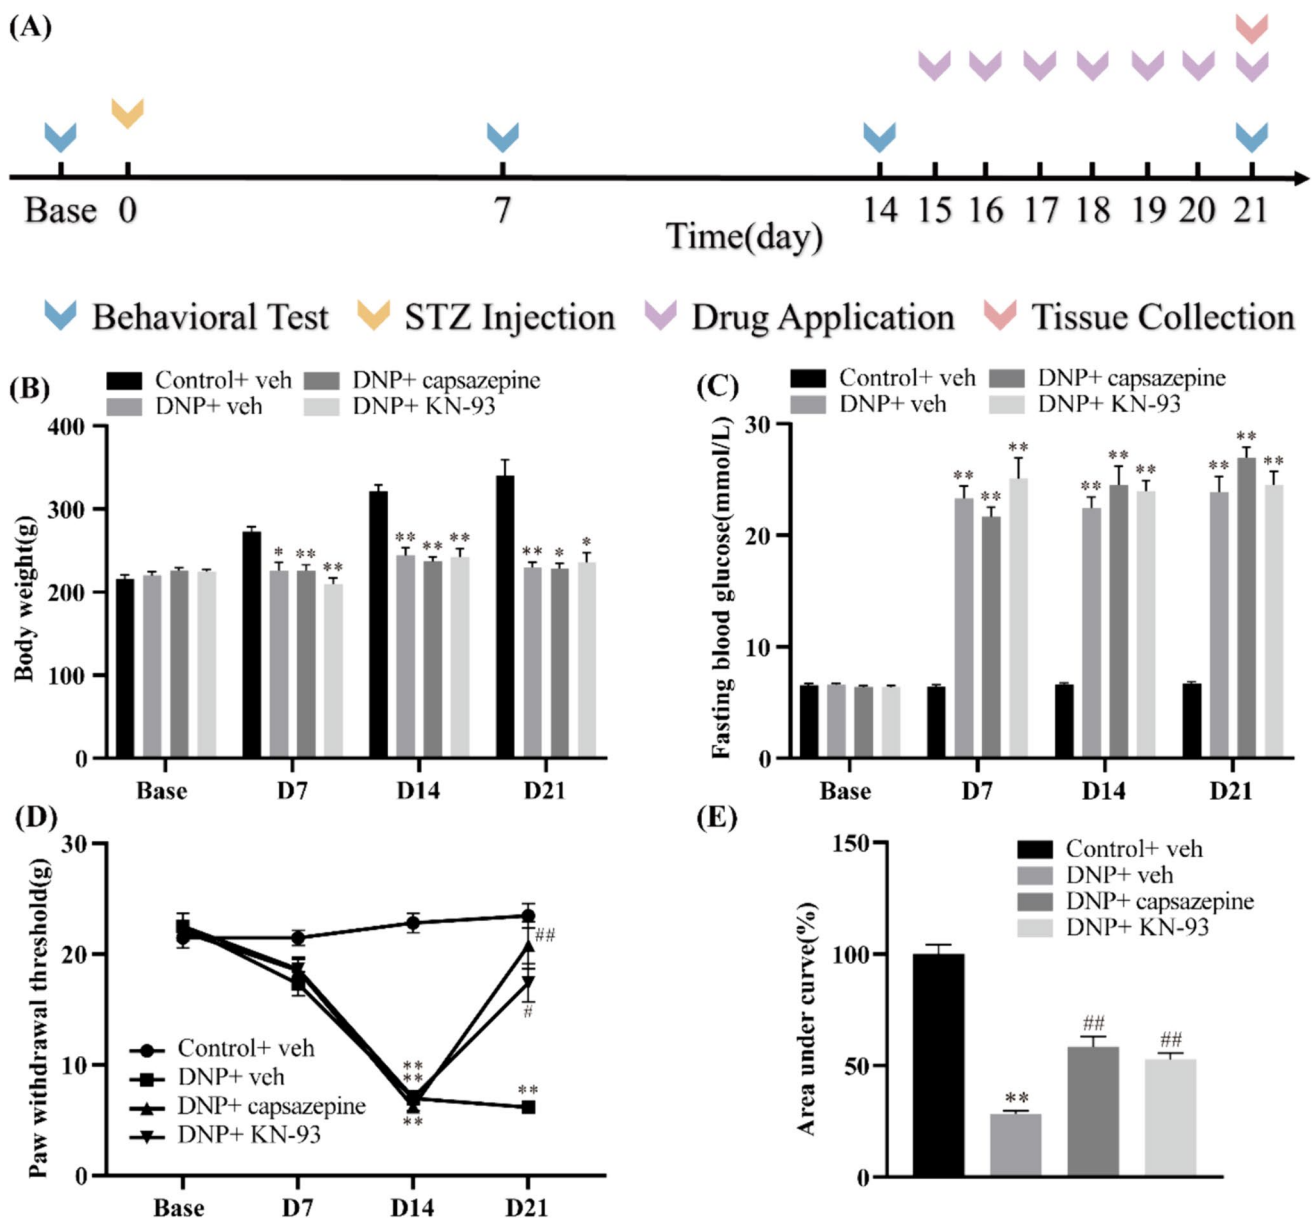 (A)
Base 0 7 14 15 16 17 18 19 20 21
Time(day)
Behavioral Test STZ Injection Drug Application Tissue Collection
(B)
Control+ veh DNP+ capsazepine
DNP+ veh DNP+ KN-93
Body weight(g)
400
300
200
100
0
* ** **
** ** **
** * *
Base D7 D14 D21
(C)
Control+ veh DNP+ capsazepine
DNP+ veh DNP+ KN-93
Fasting blood glucose(mmol/L)
30
20
10
0
** ** **
** ** **
** ** **
Base D7 D14 D21
(D)
Paw withdrawal threshold(g)
30
20
10
0
##
#
**
**
**
**
Control+ veh
DNP+ veh
DNP+ capsazepine
DNP+ KN-93
Base D7 D14 D21
(E)
Area under curve(%)
150
100
50
0
Control+ veh
DNP+ veh
DNP+ capsazepine
DNP+ KN-93
** ## ##